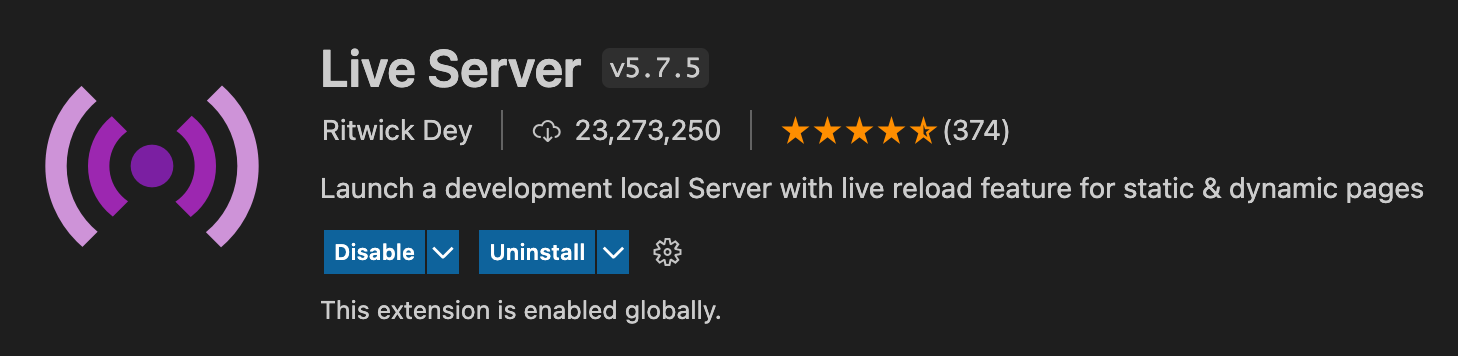 Live Server v5.7.5
Ritwick Dey 23,273,250 (374)
Launch a development local Server with live reload feature for static & dynamic pages
Disable Uninstall
This extension is enabled globally.